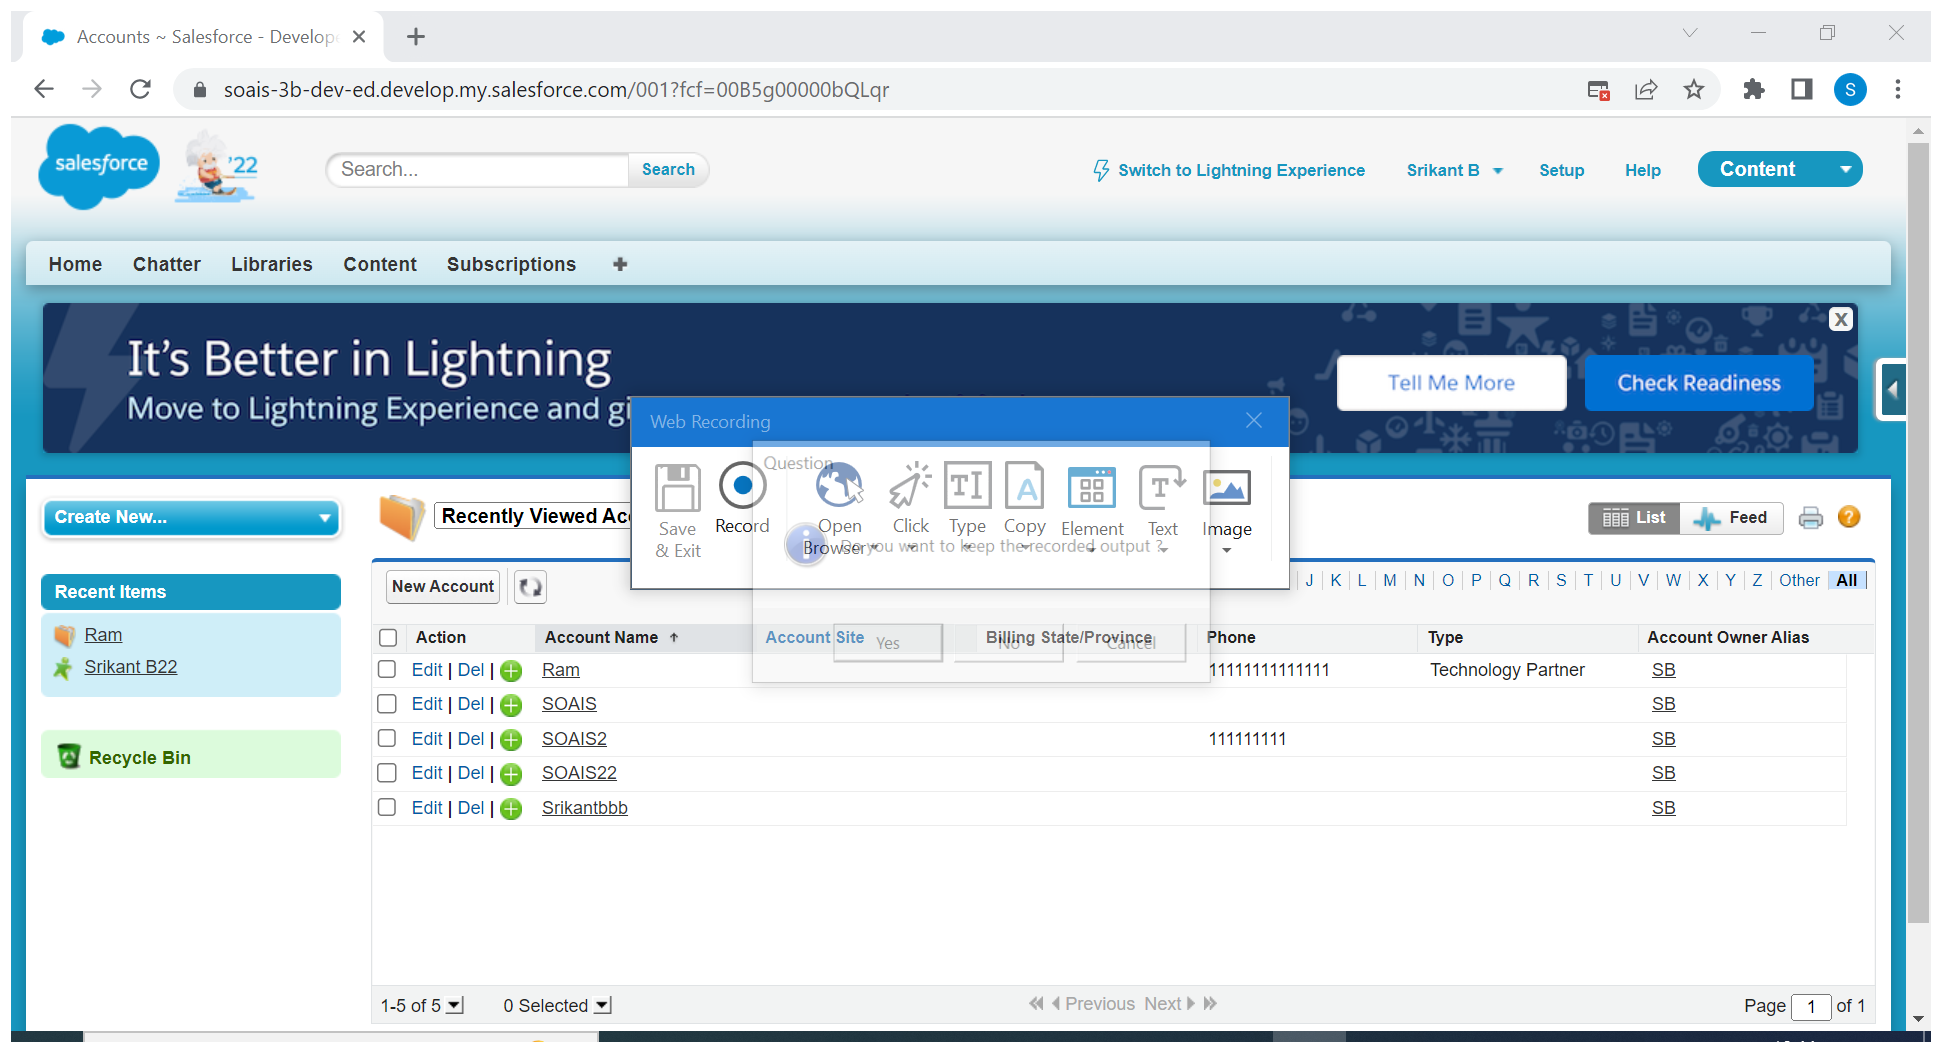 Accounts ~ Salesforce - Develope
soais-3b-dev-ed.develop.my.salesforce.com/001?fcf=00B5g00000bQLqr
S
salesforce
'22
Search...
Search
Switch to Lightning Experience
Srikant B
Setup
Help
Content
Home
Chatter
Libraries
Content
Subscriptions
It's Better in Lightning
Move to Lightning Experience and gi
Tell Me More
Check Readiness
X
Web Recording
Question
Save
& Exit
Record
Open
Browser
Click
Type
Copy
Element
Text
Image
Do you want to keep the recorded output ?
Yes
No
Cancel
Create New...
Recently Viewed Acc
List
Feed
New Account
J K L M N O P Q R S T U V W X Y Z Other All
Recent Items
Ram
Srikant B22
Recycle Bin
Action
Account Name
Account Site
Billing State/Province
Phone
Type
Account Owner Alias
Edit | Del | Ram 11111111111111 Technology Partner SB
Edit | Del | SOAIS SB
Edit | Del | SOAIS2 111111111 SB
Edit | Del | SOAIS22 SB
Edit | Del | Srikantbbb SB
1-5 of 5
0 Selected
Previous Next
Page 1 of 1